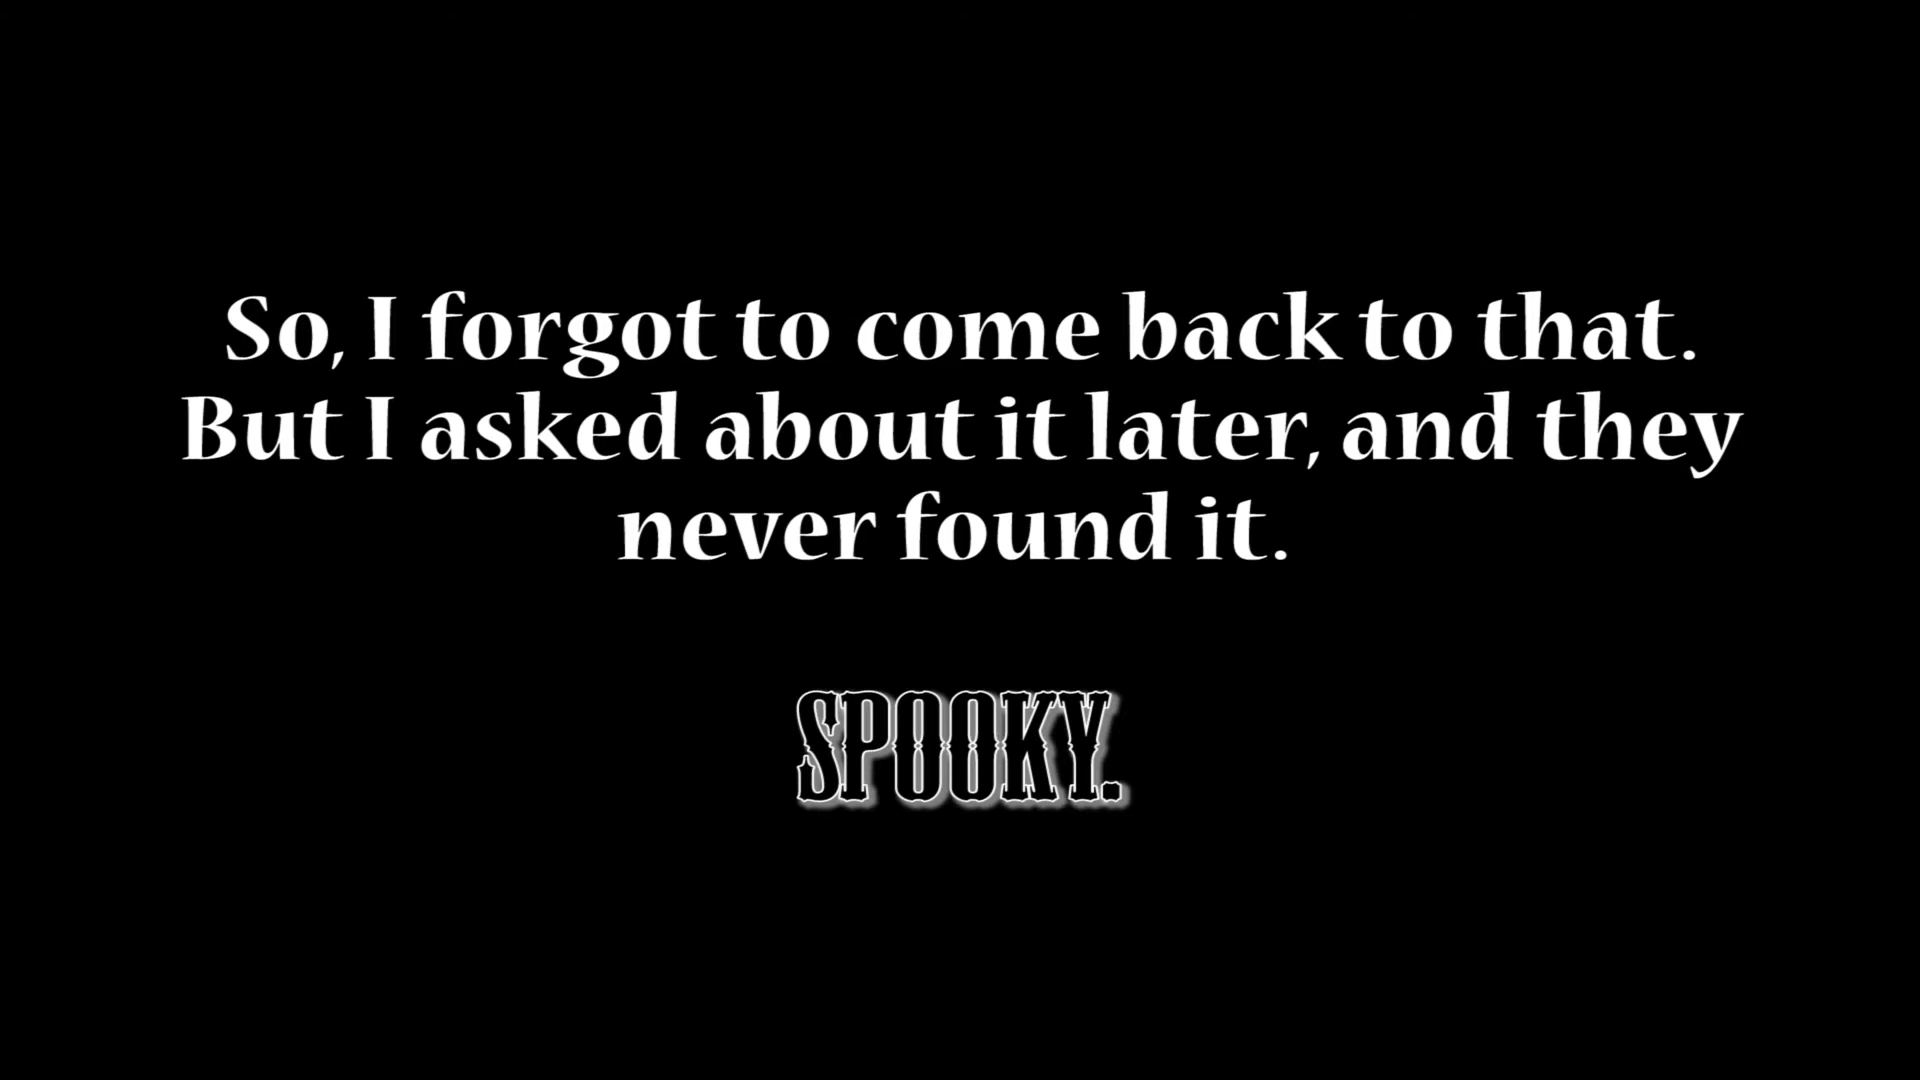 So, I forgot to come back to that.
But I asked about it later, and they
never found it.
SPOOKY.